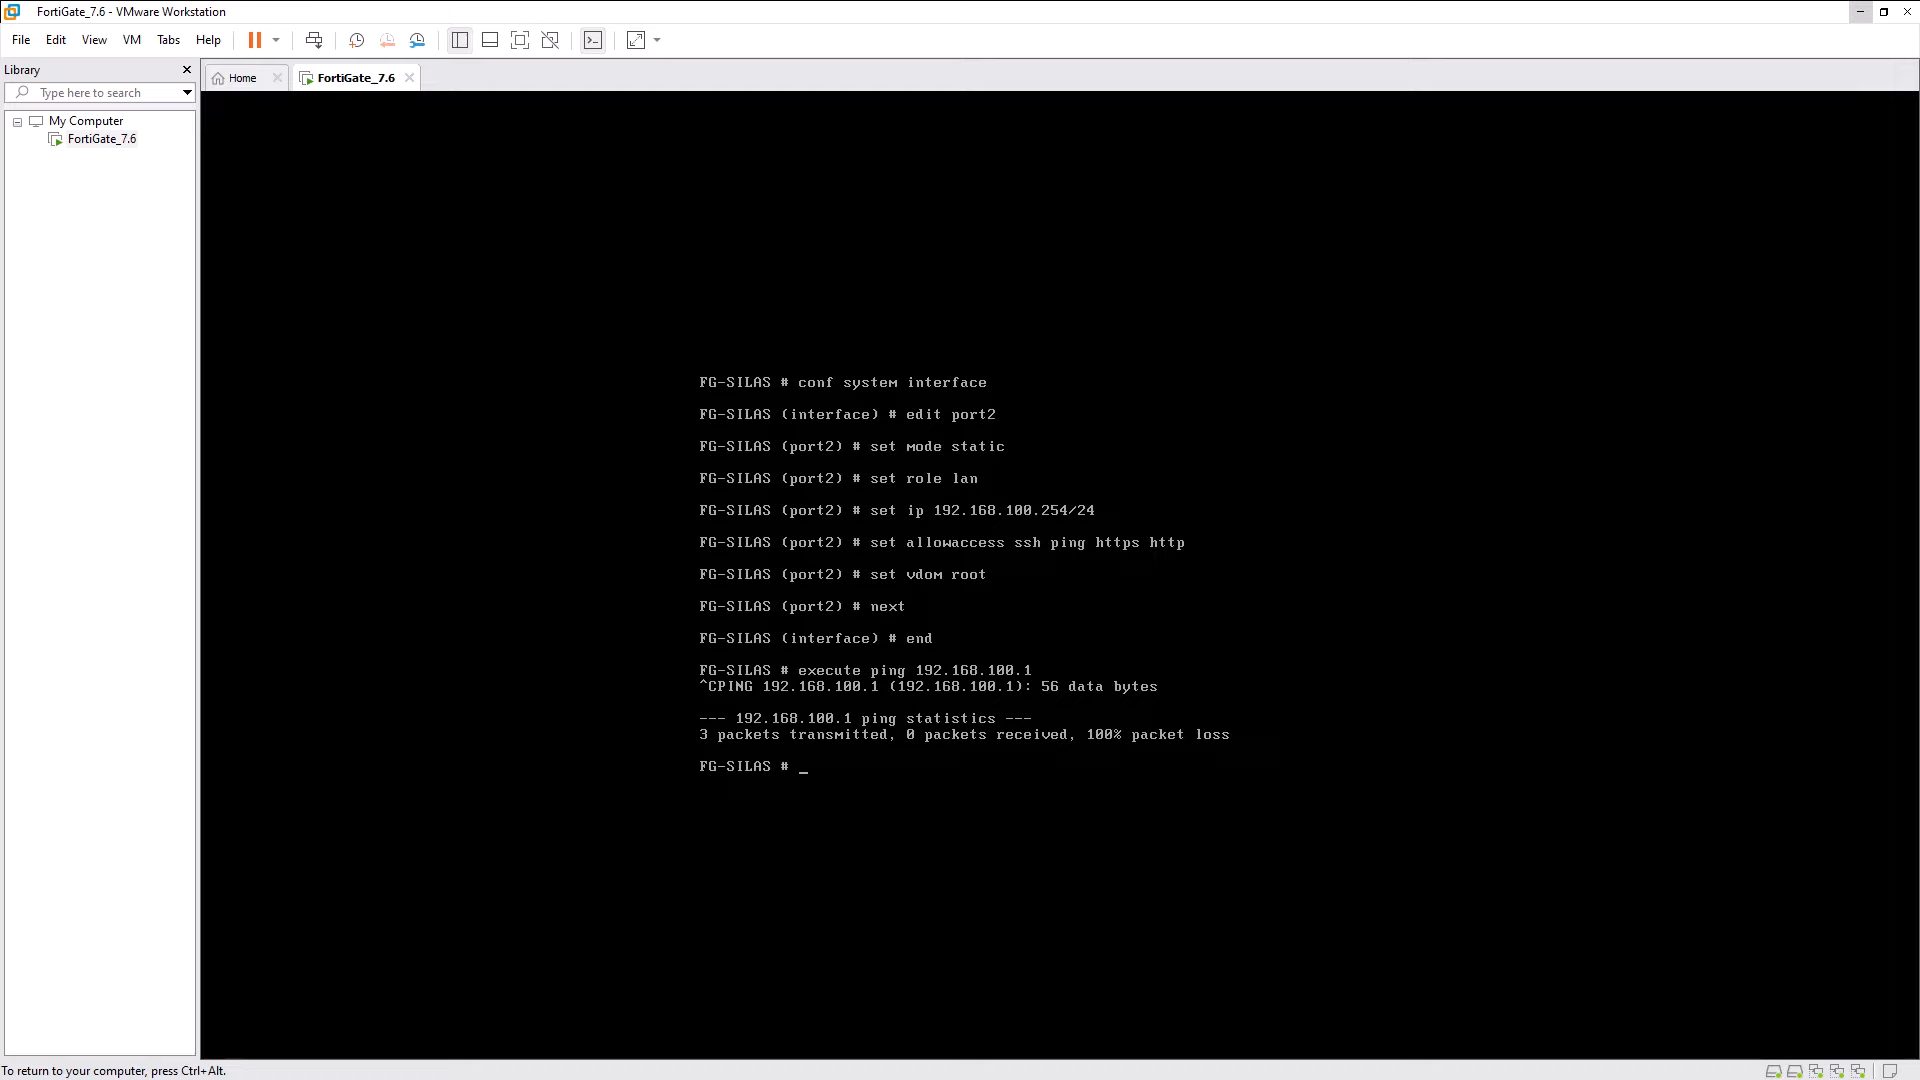 FortiGate_7.6 - VMware Workstation
File Edit View VM Tabs Help
Library
Home
FortiGate_7.6
Type here to search
My Computer
FortiGate_7.6
FG-SILAS # conf system interface
FG-SILAS (interface) # edit port2
FG-SILAS (port2) # set mode static
FG-SILAS (port2) # set role lan
FG-SILAS (port2) # set ip 192.168.100.254/24
FG-SILAS (port2) # set allowaccess ssh ping https http
FG-SILAS (port2) # set vdom root
FG-SILAS (port2) # next
FG-SILAS (interface) # end
FG-SILAS # execute ping 192.168.100.1
^CPING 192.168.100.1 (192.168.100.1): 56 data bytes
--- 192.168.100.1 ping statistics ---
3 packets transmitted, 0 packets received, 100% packet loss
FG-SILAS # _
To return to your computer, press Ctrl+Alt.